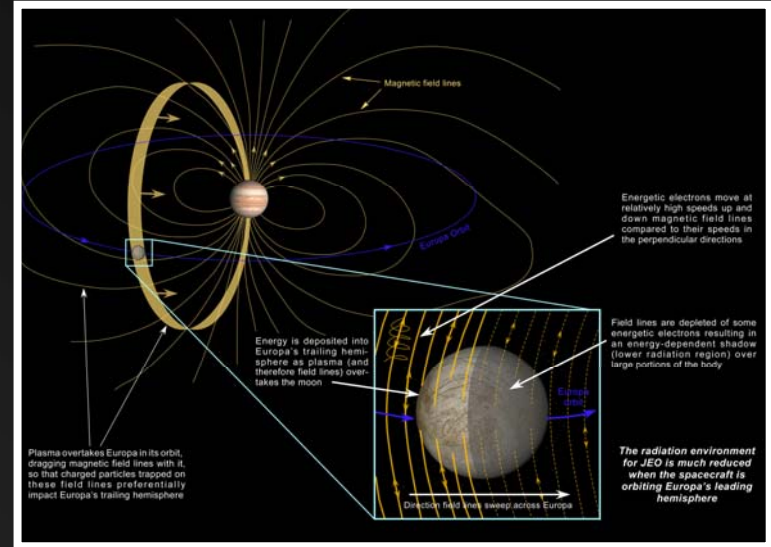 Magnetic field lines
Europa Orbit
Energetic electrons move at
relatively high speeds up and
down magnetic field lines
compared to their speeds in
the perpendicular directions
Energy is deposited into
Europa's trailing hemi-
sphere as plasma (and
therefore field lines) over-
takes the moon
Field lines are depleted of some
energetic electrons resulting in
an energy-dependent shadow
(lower radiation region) over
large portions of the body
Europa
orbit
Plasma overtakes Europa in its orbit,
dragging magnetic field lines with it,
so that charged particles trapped on
these field lines preferentially
impact Europa's trailing hemisphere
Direction field lines sweep across Europa
The radiation environment
for JEO is much reduced
when the spacecraft is
orbiting Europa's leading
hemisphere